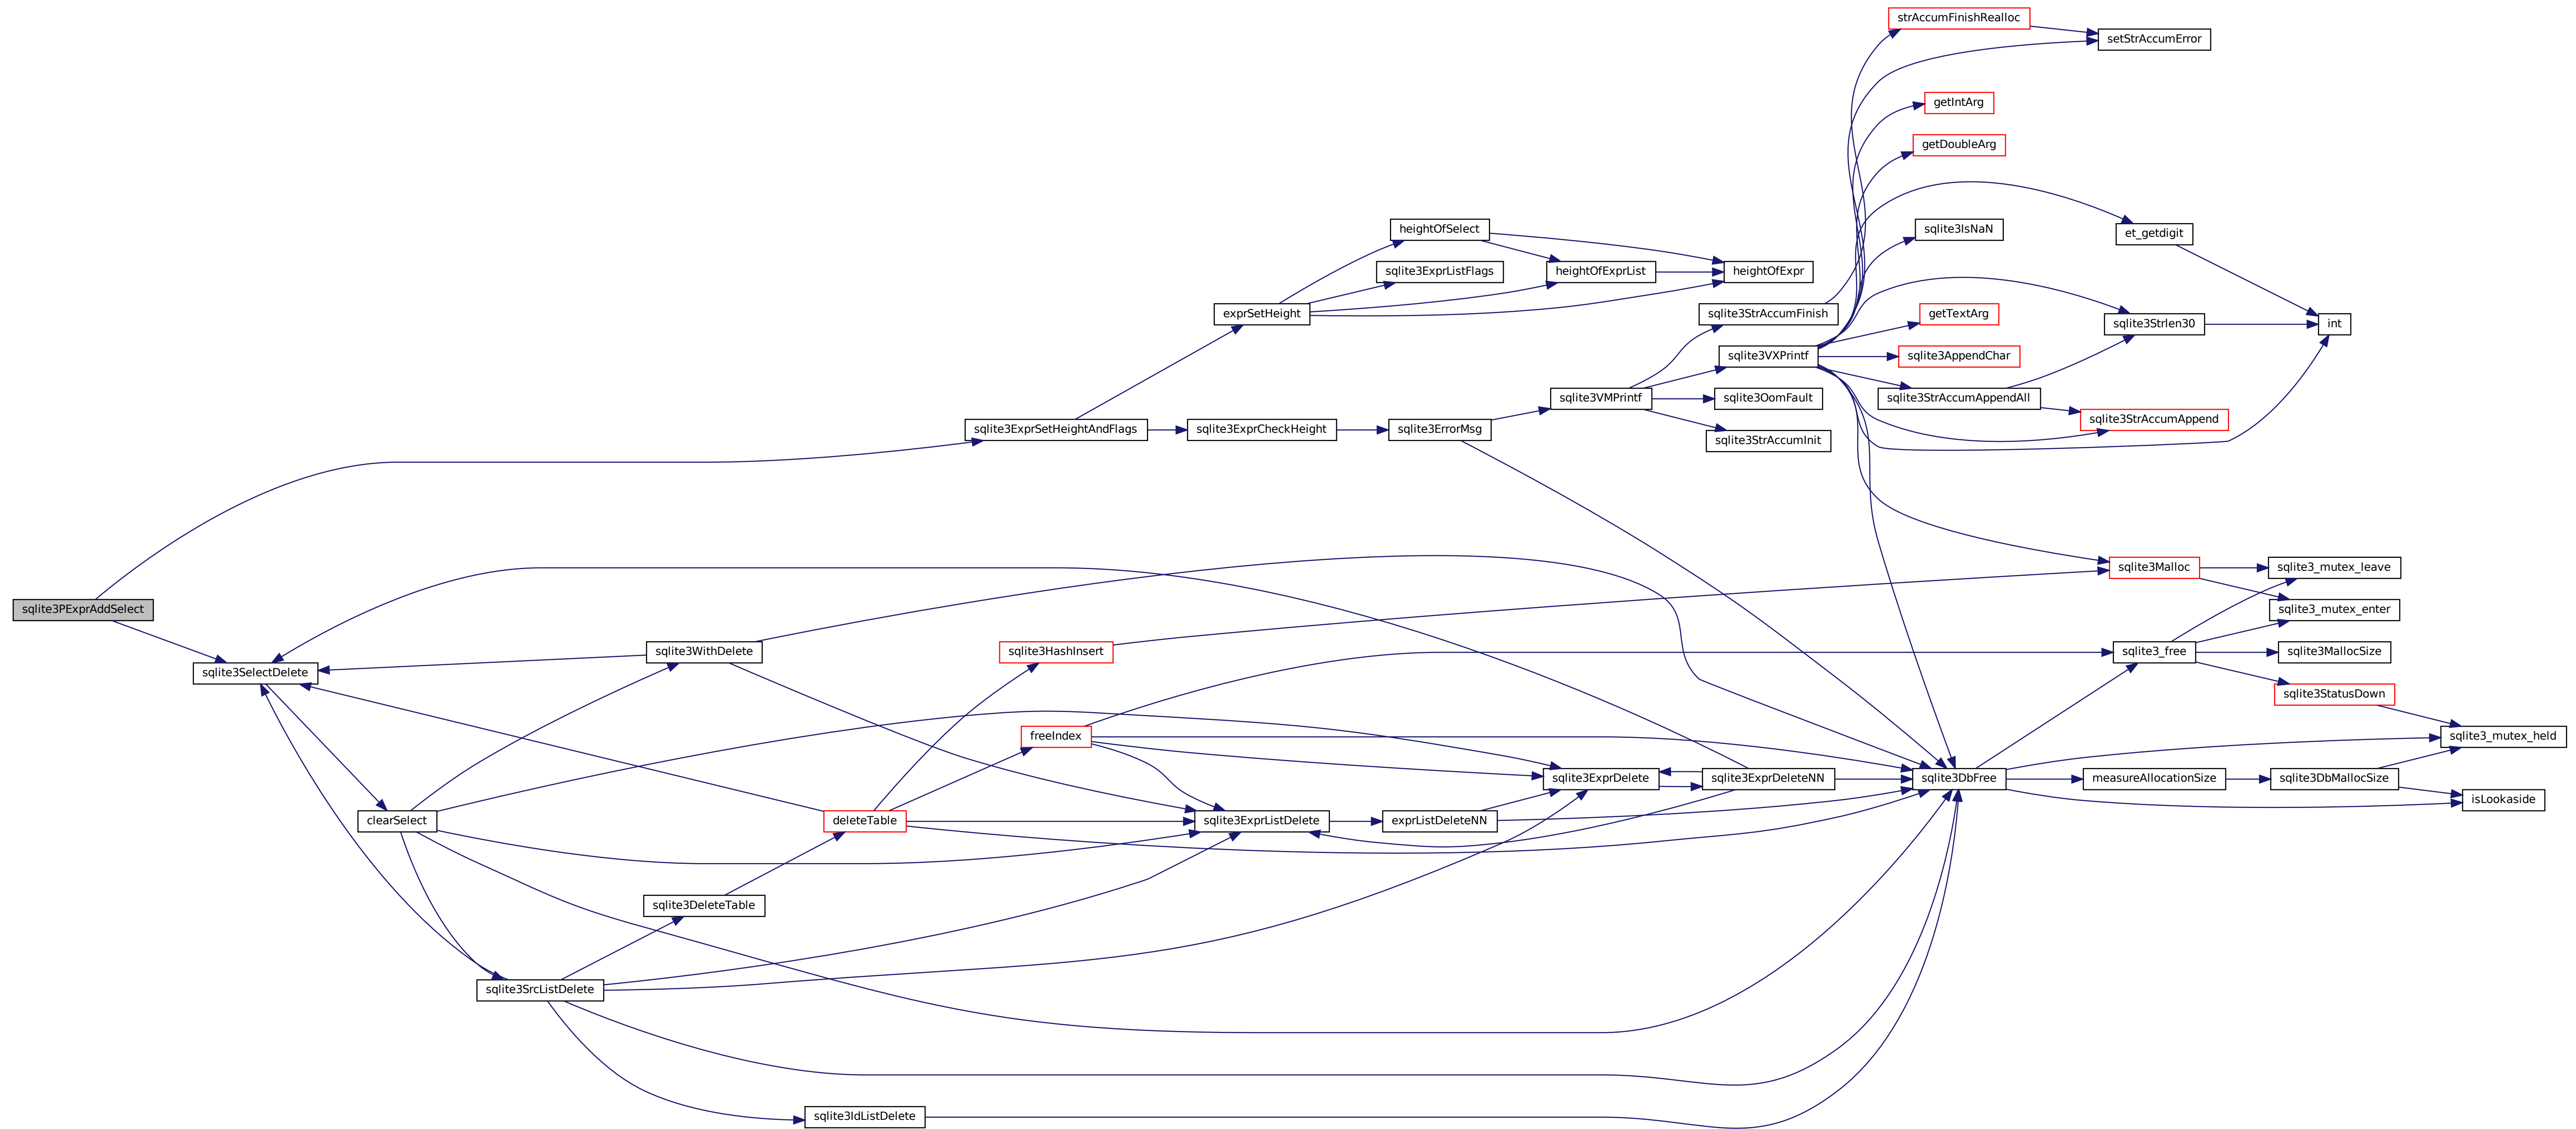 strAccumFinishRealloc
setStrAccumError
getIntArg
getDoubleArg
heightOfSelect
sqlite3IsNaN
et_getdigit
sqlite3ExprListFlags
heightOfExprList
heightOfExpr
exprSetHeight
sqlite3StrAccumFinish
getTextArg
sqlite3Strlen30
int
sqlite3VXPrintf
sqlite3AppendChar
sqlite3VMPrintf
sqlite3OomFault
sqlite3StrAccumAppendAll
sqlite3StrAccumAppend
sqlite3ExprSetHeightAndFlags
sqlite3ExprCheckHeight
sqlite3ErrorMsg
sqlite3StrAccumInit
sqlite3Malloc
sqlite3_mutex_leave
sqlite3PExprAddSelect
sqlite3_mutex_enter
sqlite3WithDelete
sqlite3HashInsert
sqlite3_free
sqlite3MallocSize
sqlite3SelectDelete
sqlite3StatusDown
freeIndex
sqlite3_mutex_held
sqlite3ExprDelete
sqlite3ExprDeleteNN
sqlite3DbFree
measureAllocationSize
sqlite3DbMallocSize
isLookaside
clearSelect
deleteTable
sqlite3ExprListDelete
exprListDeleteNN
sqlite3DeleteTable
sqlite3SrcListDelete
sqlite3IdListDelete